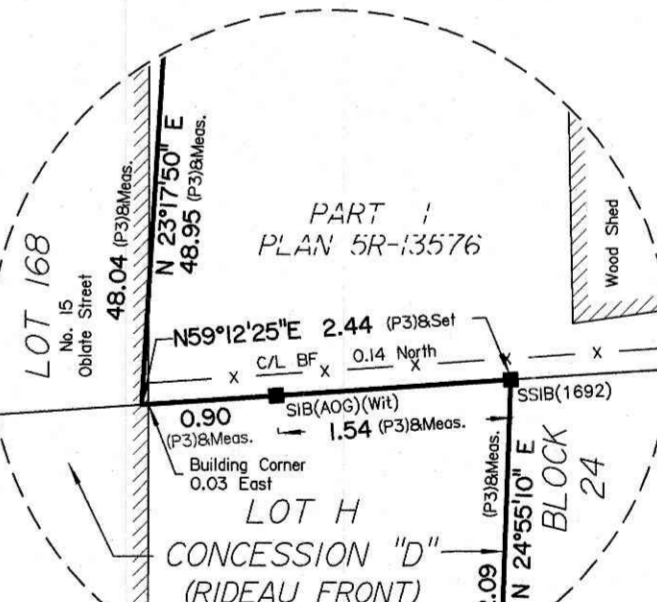 PART 1
PLAN 5R-13576
N 23°17'50" E
48.95 (P3)&Meas.
48.04 (P3)&Meas.
LOT 168
No. 15
Oblate Street
Wood Shed
N59°12'25"E 2.44 (P3)&Set
X C/L BF X 0.14 North X X X
SIB(AOG)(Wit)
SSIB(1692)
0.90
(P3)&Meas.
1.54 (P3)&Meas.
Building Corner
0.03 East
LOT H
CONCESSION "D"
(RIDEAU FRONT)
(P3)&Meas.
.09
N 24°55'10" E
BLOCK
24